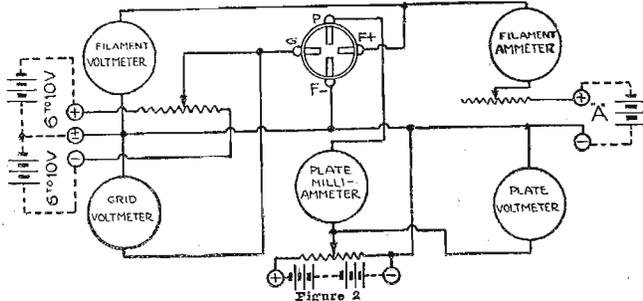 FILAMENT
VOLTMETER
P.
G.
F+
F-
FILAMENT
AMMETER
6 TO 10V
6 TO 10V
+
±
-
+
"A"
-
GRID
VOLTMETER
PLATE
MILLI-
AMMETER
PLATE
VOLTMETER
+
-
Figure 2